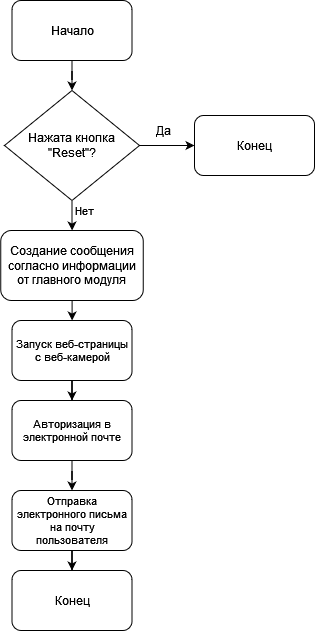 Начало
Нажата кнопка
"Reset"?
Да
Конец
Нет
Создание сообщения
согласно информации
от главного модуля
Запуск веб-страницы
с веб-камерой
Авторизация в
электронной почте
Отправка
электронного письма
на почту
пользователя
Конец